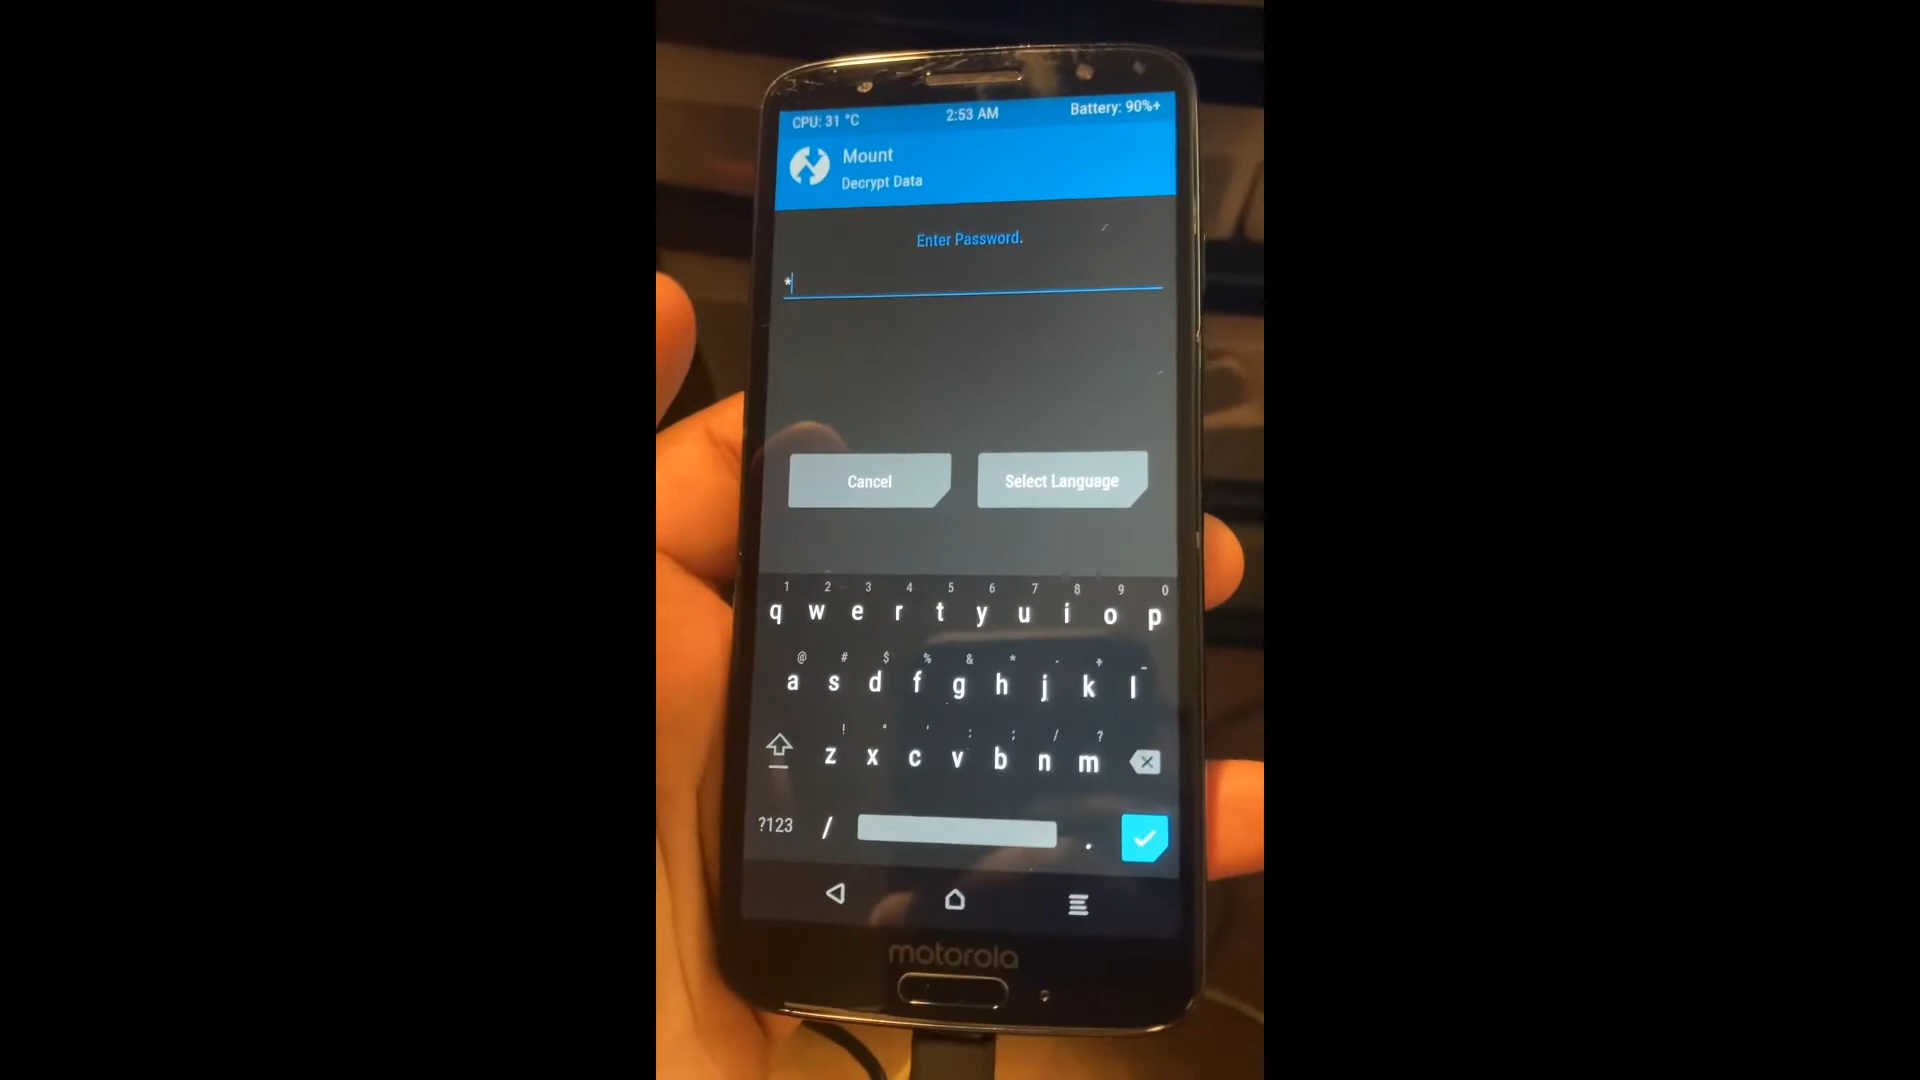 CPU: 31 °C 2:53 AM Battery: 90%+
Mount
Decrypt Data
Enter Password.
*
Cancel Select Language
1 2 3 4 5 6 7 8 9 0
q w e r t y u i o p
@ # $ % & * - + _
a s d f g h j k l
! " ' : ; / ?
z x c v b n m
?123 / .
motorola